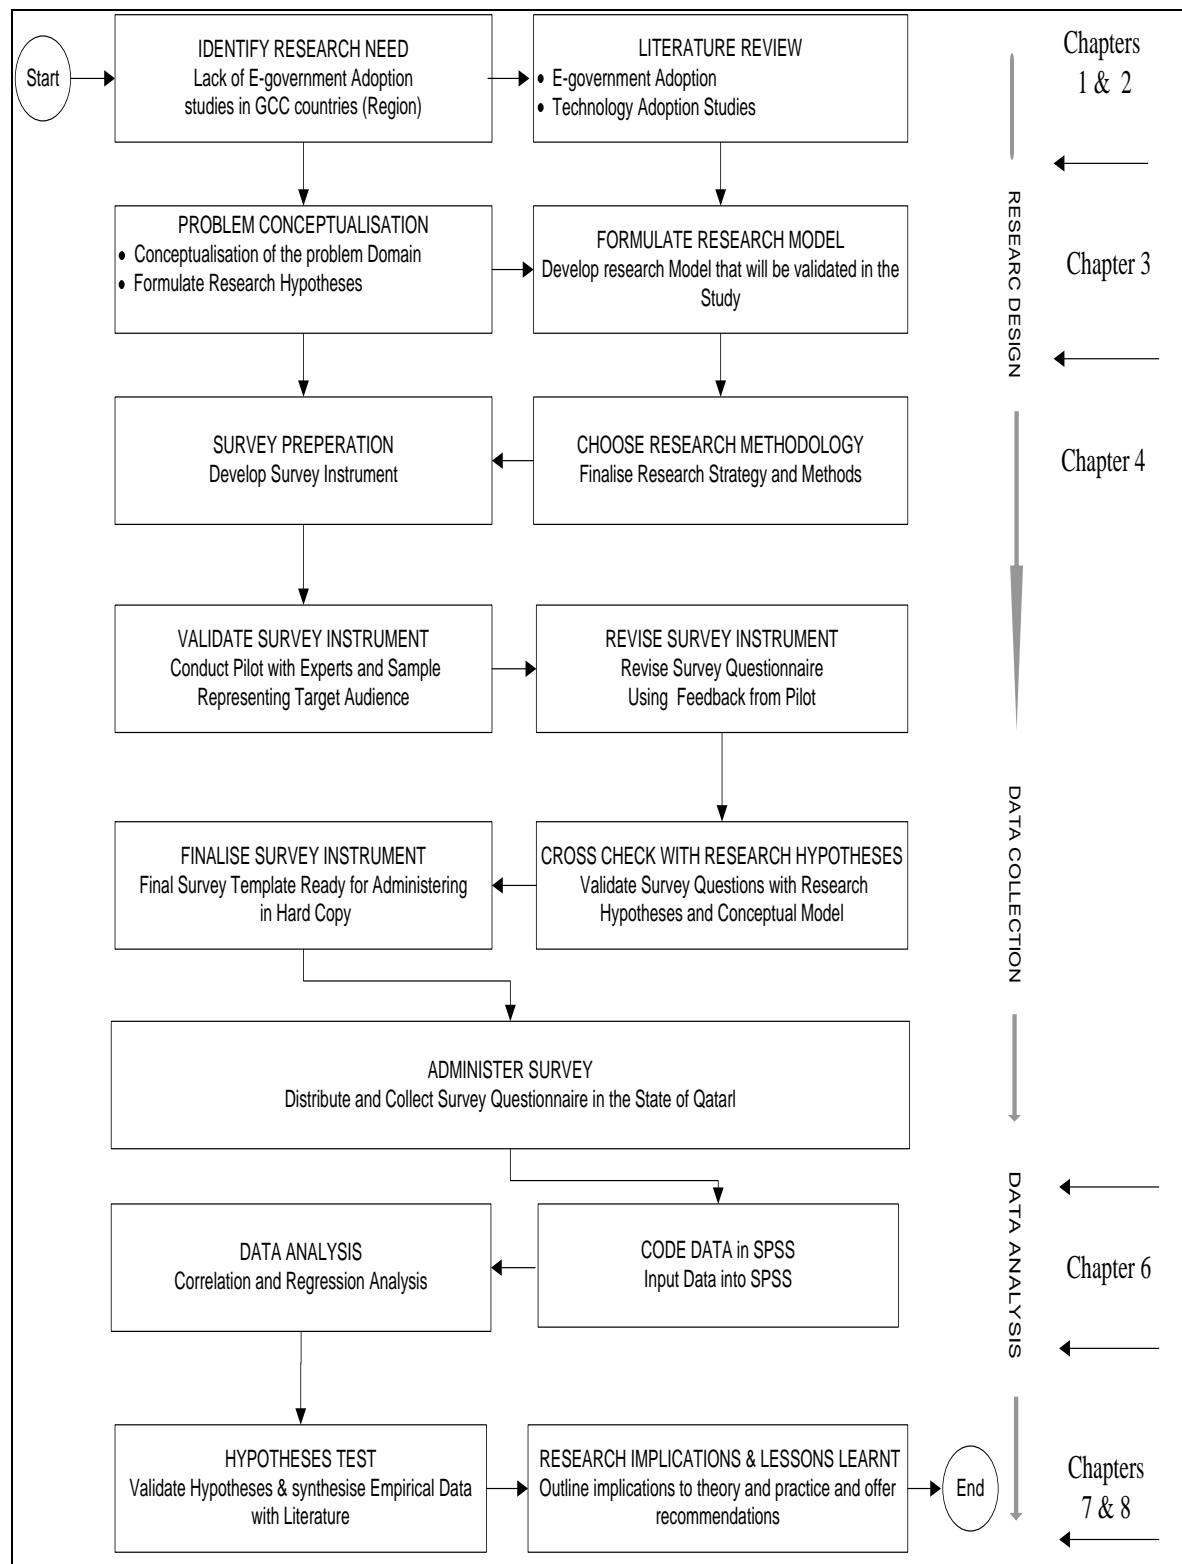 Start
IDENTIFY RESEARCH NEED
Lack of E-government Adoption
studies in GCC countries (Region)
LITERATURE REVIEW
• E-government Adoption
• Technology Adoption Studies
Chapters
1 & 2
PROBLEM CONCEPTUALISATION
• Conceptualisation of the problem Domain
• Formulate Research Hypotheses
FORMULATE RESEARCH MODEL
Develop research Model that will be validated in the
Study
RESEARC DESIGN
Chapter 3
SURVEY PREPERATION
Develop Survey Instrument
CHOOSE RESEARCH METHODOLOGY
Finalise Research Strategy and Methods
Chapter 4
VALIDATE SURVEY INSTRUMENT
Conduct Pilot with Experts and Sample
Representing Target Audience
REVISE SURVEY INSTRUMENT
Revise Survey Questionnaire
Using Feedback from Pilot
FINALISE SURVEY INSTRUMENT
Final Survey Template Ready for Administering
in Hard Copy
CROSS CHECK WITH RESEARCH HYPOTHESES
Validate Survey Questions with Research
Hypotheses and Conceptual Model
DATA COLLECTION
ADMINISTER SURVEY
Distribute and Collect Survey Questionnaire in the State of Qatarl
DATA ANALYSIS
Correlation and Regression Analysis
CODE DATA in SPSS
Input Data into SPSS
DATA ANALYSIS
Chapter 6
HYPOTHESES TEST
Validate Hypotheses & synthesise Empirical Data
with Literature
RESEARCH IMPLICATIONS & LESSONS LEARNT
Outline implications to theory and practice and offer
recommendations
End
Chapters
7 & 8